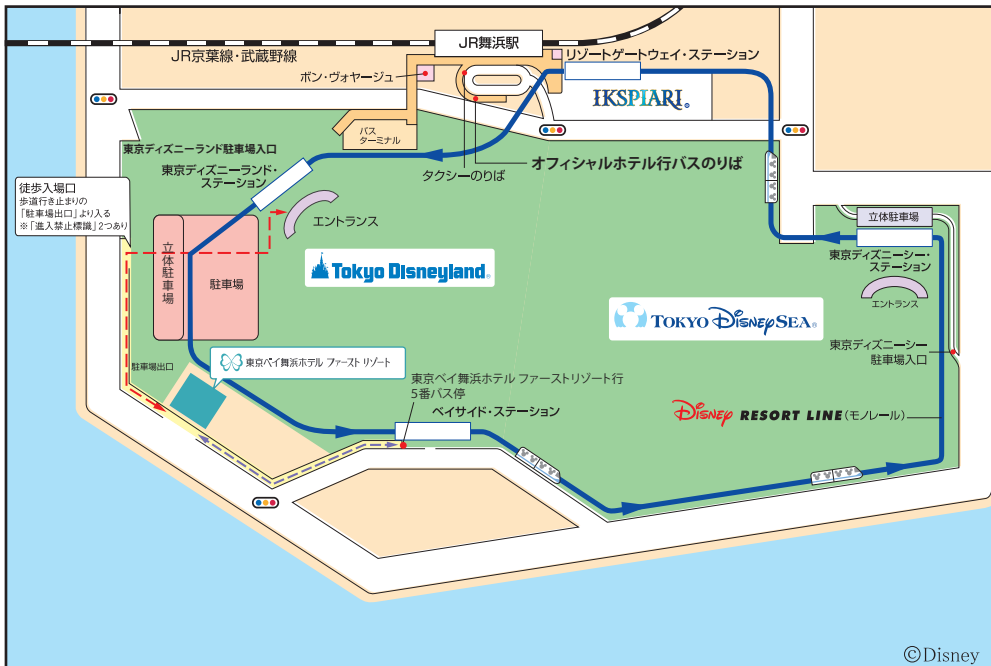 JR舞浜駅
JR京葉線・武蔵野線
リゾートゲートウェイ・ステーション
ボン・ヴォヤージュ
IKSPIARI®
バス
ターミナル
東京ディズニーランド駐車場入口
東京ディズニーランド・
ステーション
タクシーのりば
オフィシャルホテル行バスのりば
徒歩入場口
歩道行き止まりの
「駐車場出口」より入る
※「進入禁止標識」2つあり
エントランス
立体駐車場
駐車場
Tokyo Disneyland®
立体駐車場
東京ディズニーシー・
ステーション
エントランス
TOKYO DISNEY SEA®
東京ディズニーシー
駐車場入口
駐車場出口
東京ベイ舞浜ホテル ファースト リゾート
東京ベイ舞浜ホテル ファーストリゾート行
5番バス停
ベイサイド・ステーション
Disney RESORT LINE(モノレール)
©Disney